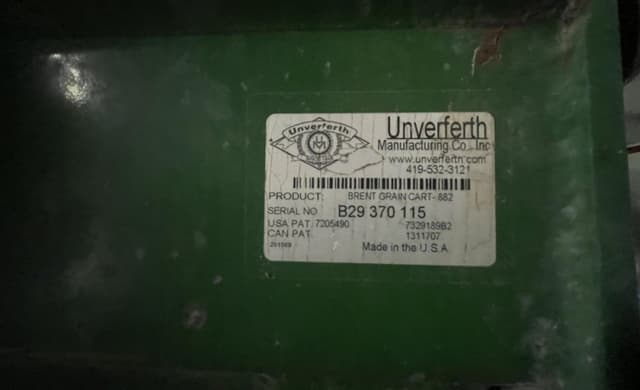 Unverferth
Unverferth
Manufacturing Co., Inc
www.unverferth.com
419-532-3121
PRODUCT: BRENT GRAIN CART- 882
SERIAL NO B29 370 115
USA PAT. 7205490 7329189B2
CAN PAT. 1311707
Made in the U.S.A.